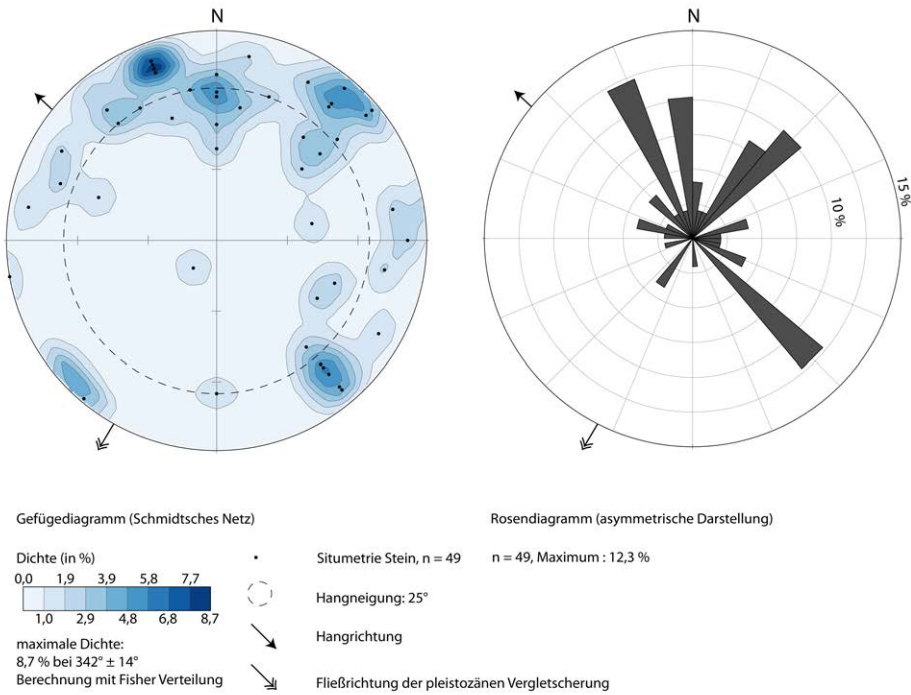 N
N
10 %
15 %
Gefügediagramm (Schmidtsches Netz)
Rosendiagramm (asymmetrische Darstellung)
Dichte (in %)
0,0 1,9 3,9 5,8 7,7
1,0 2,9 4,8 6,8 8,7
maximale Dichte:
8,7 % bei 342° ± 14°
Berechnung mit Fisher Verteilung
Situmetrie Stein, n = 49
Hangneigung: 25°
Hangrichtung
Fließrichtung der pleistozänen Vergletscherung
n = 49, Maximum : 12,3 %